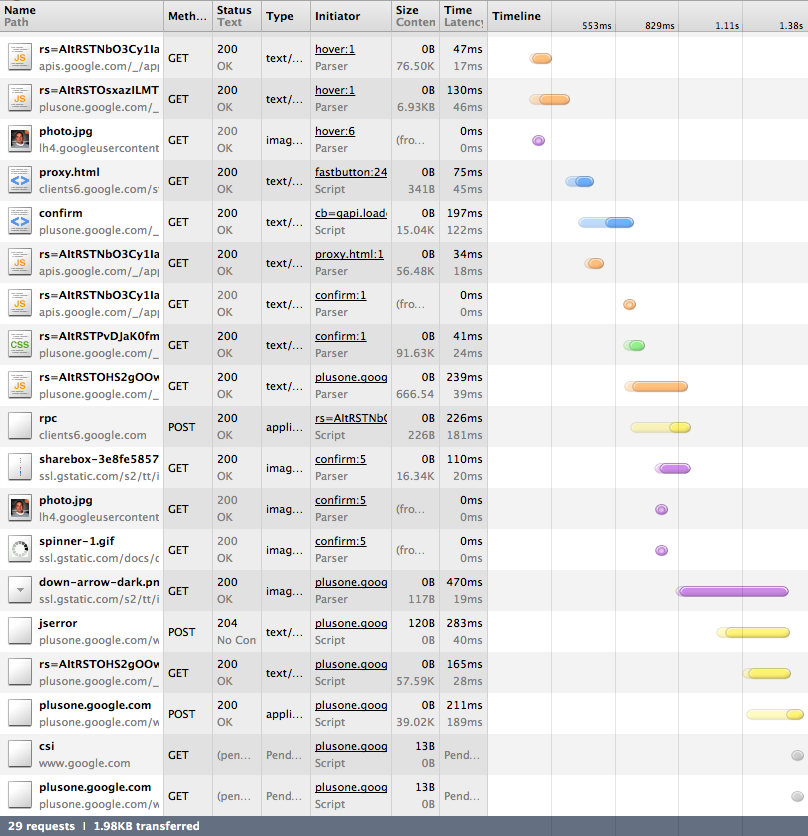 Name Meth... Status Type Initiator Size Time Timeline
Path Text Conten Latency 553ms 829ms 1.11s 1.38s
JS rs=AItRSTNbO3Cy1Ia GET 200 text/... hover:1 0B 47ms
apis.google.com/_/app OK Parser 76.50K 17ms
JS rs=AItRSTOsxazILMT GET 200 text/... hover:1 0B 130ms
plusone.google.com/_ OK Parser 6.93KB 46ms
photo.jpg GET 200 imag... hover:6 (fro... 0ms
lh4.googleusercontent OK Parser 0ms
<> proxy.html GET 200 text/... fastbutton:24 0B 75ms
clients6.google.com/st OK Script 341B 45ms
<> confirm GET 200 text/... cb=gapi.loade 0B 197ms
plusone.google.com/_ OK Script 15.04K 122ms
JS rs=AItRSTNbO3Cy1Ia GET 200 text/... proxy.html:1 0B 34ms
apis.google.com/_/app OK Parser 56.48K 18ms
JS rs=AItRSTNbO3Cy1Ia GET 200 text/... confirm:1 (fro... 0ms
apis.google.com/_/app OK Parser 0ms
CSS rs=AItRSTPvDJaK0fm GET 200 text/... confirm:1 0B 41ms
plusone.google.com/_ OK Parser 91.63K 24ms
JS rs=AItRSTOHS2gOOw GET 200 text/... plusone.goog 0B 239ms
plusone.google.com/_ OK Parser 666.54 39ms
rpc POST 200 appli... rs=AItRSTNbO 0B 226ms
clients6.google.com OK Script 226B 181ms
sharebox-3e8fe5857 GET 200 imag... confirm:5 0B 110ms
ssl.gstatic.com/s2/tt/i OK Parser 16.34K 20ms
photo.jpg GET 200 imag... confirm:5 (fro... 0ms
lh4.googleusercontent OK Parser 0ms
spinner-1.gif GET 200 imag... confirm:5 (fro... 0ms
ssl.gstatic.com/docs/c OK Parser 0ms
down-arrow-dark.pn GET 200 imag... plusone.goog 0B 470ms
ssl.gstatic.com/s2/tt/i OK Parser 117B 19ms
jserror POST 204 text/... plusone.goog 120B 283ms
plusone.google.com/w No Con Script 0B 40ms
rs=AItRSTOHS2gOOw GET 200 text/... plusone.goog 0B 165ms
plusone.google.com/_ OK Script 57.59K 28ms
plusone.google.com POST 200 appli... plusone.goog 0B 211ms
plusone.google.com/w OK Script 39.02K 189ms
csi GET (pen... Pend... plusone.goog 13B Pend...
www.google.com Script 0B
plusone.google.com GET (pen... Pend... plusone.goog 13B Pend...
plusone.google.com/w Script 0B
29 requests | 1.98KB transferred